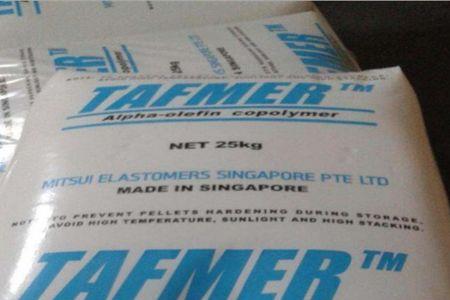 TAFMER™
Alpha-olefin copolymer
NET 25kg
MITSUI ELASTOMERS SINGAPORE PTE LTD
MADE IN SINGAPORE
NOTE: TO PREVENT PELLETS HARDENING DURING STORAGE,
AVOID HIGH TEMPERATURE, SUNLIGHT AND HIGH STACKING.
TAFMER™